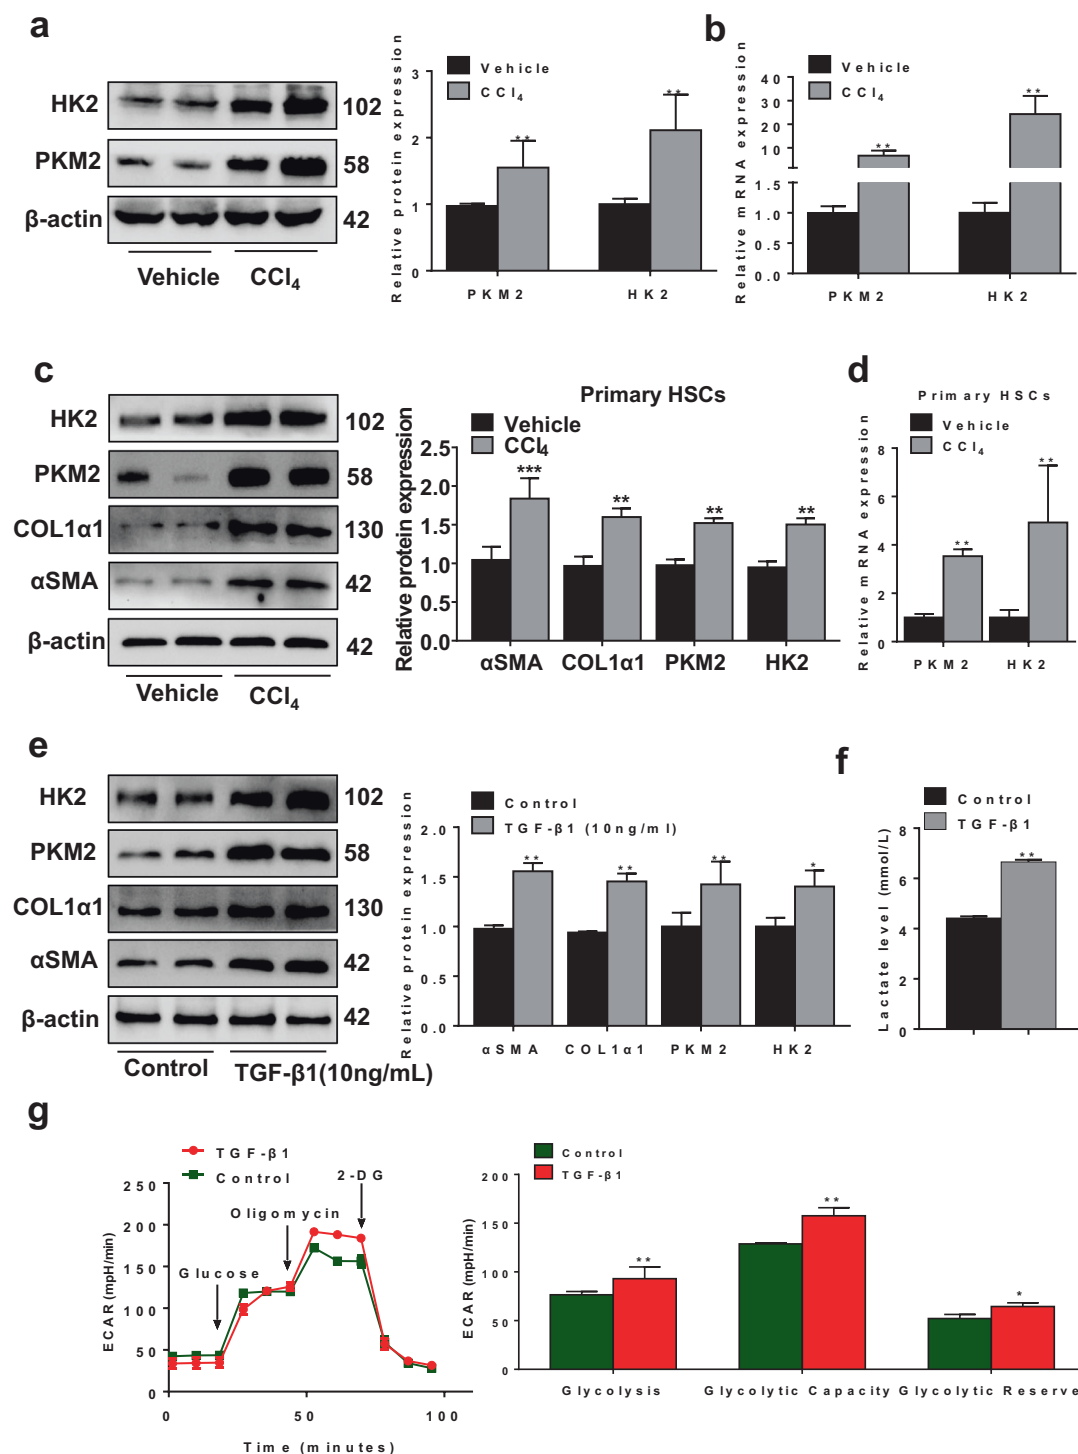 a
HK2
102
PKM2
58
β-actin
42
Vehicle
CCl4
Relative protein expression
Vehicle
CCl4
3
2
1
0
**
**
PKM2
HK2
b
Relative mRNA expression
Vehicle
CCl4
40
30
20
10
1.5
1.0
0.5
0.0
**
**
PKM2
HK2
c
HK2
102
PKM2
58
COL1α1
130
αSMA
42
β-actin
42
Vehicle
CCl4
Primary HSCs
Vehicle
CCl4
Relative protein expression
2.5
2.0
1.5
1.0
0.5
0.0
***
**
**
**
αSMA
COL1α1
PKM2
HK2
d
Primary HSCs
Vehicle
CCl4
Relative mRNA expression
8
6
4
2
0
**
**
PKM2
HK2
e
HK2
102
PKM2
58
COL1α1
130
αSMA
42
β-actin
42
Control
TGF-β1(10ng/mL)
Control
TGF-β1 (10ng/ml)
Relative protein expression
2.0
1.5
1.0
0.5
0.0
**
**
**
*
αSMA
COL1α1
PKM2
HK2
f
Control
TGF-β1
Lactate level (mmol/L)
8
6
4
2
0
**
g
TGF-β1
Control
2-DG
Oligomycin
Glucose
ECAR (mpH/min)
250
200
150
100
50
0
0
50
100
Time (minutes)
Control
TGF-β1
ECAR (mpH/min)
200
150
100
50
0
**
**
*
Glycolysis
Glycolytic Capacity
Glycolytic Reserve